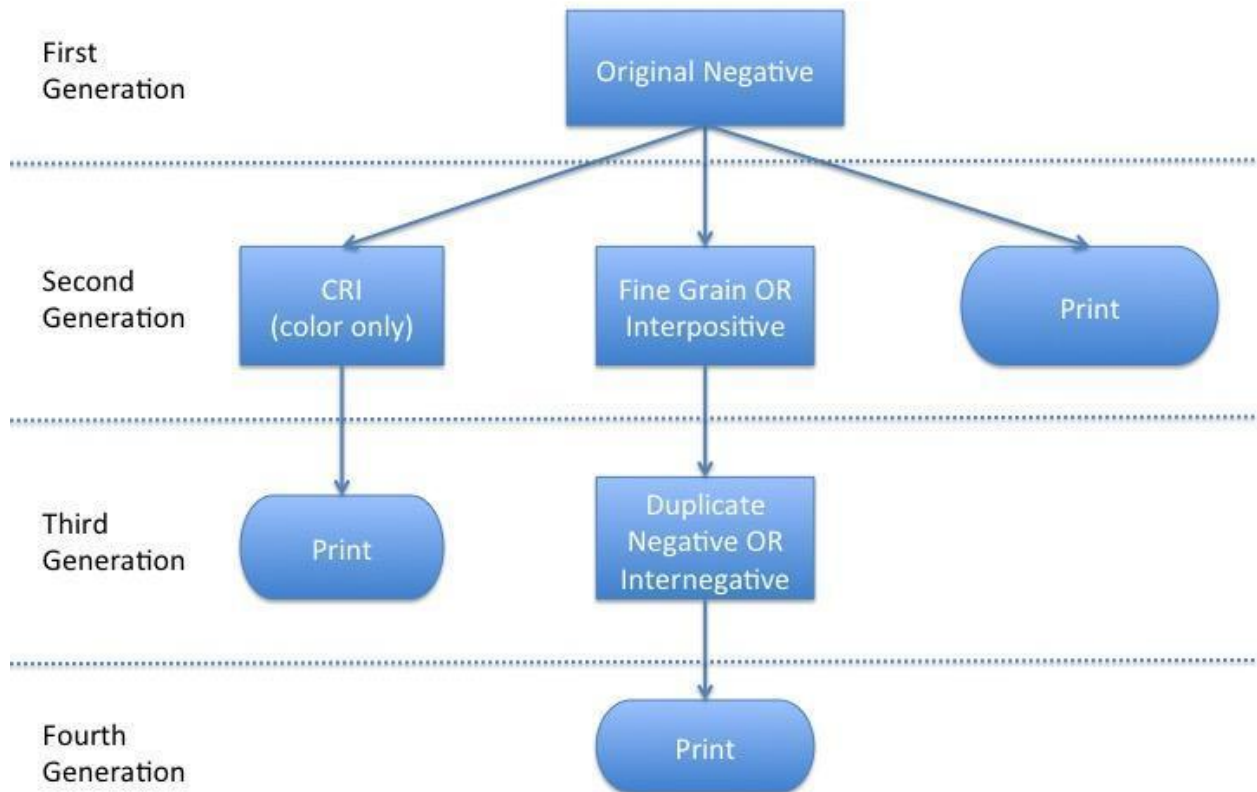 First
Generation
Original Negative
Second
Generation
CRI
(color only)
Fine Grain OR
Interpositive
Print
Third
Generation
Print
Duplicate
Negative OR
Internegative
Fourth
Generation
Print